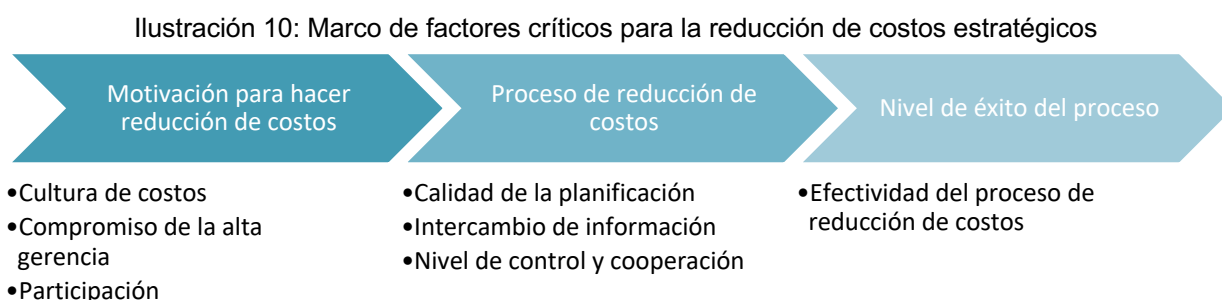 Ilustración 10: Marco de factores críticos para la reducción de costos estratégicos
Motivación para hacer
reducción de costos
Proceso de reducción de
costos
Nivel de éxito del proceso
•Cultura de costos
•Compromiso de la alta
gerencia
•Participación
•Calidad de la planificación
•Intercambio de información
•Nivel de control y cooperación
•Efectividad del proceso de
reducción de costos